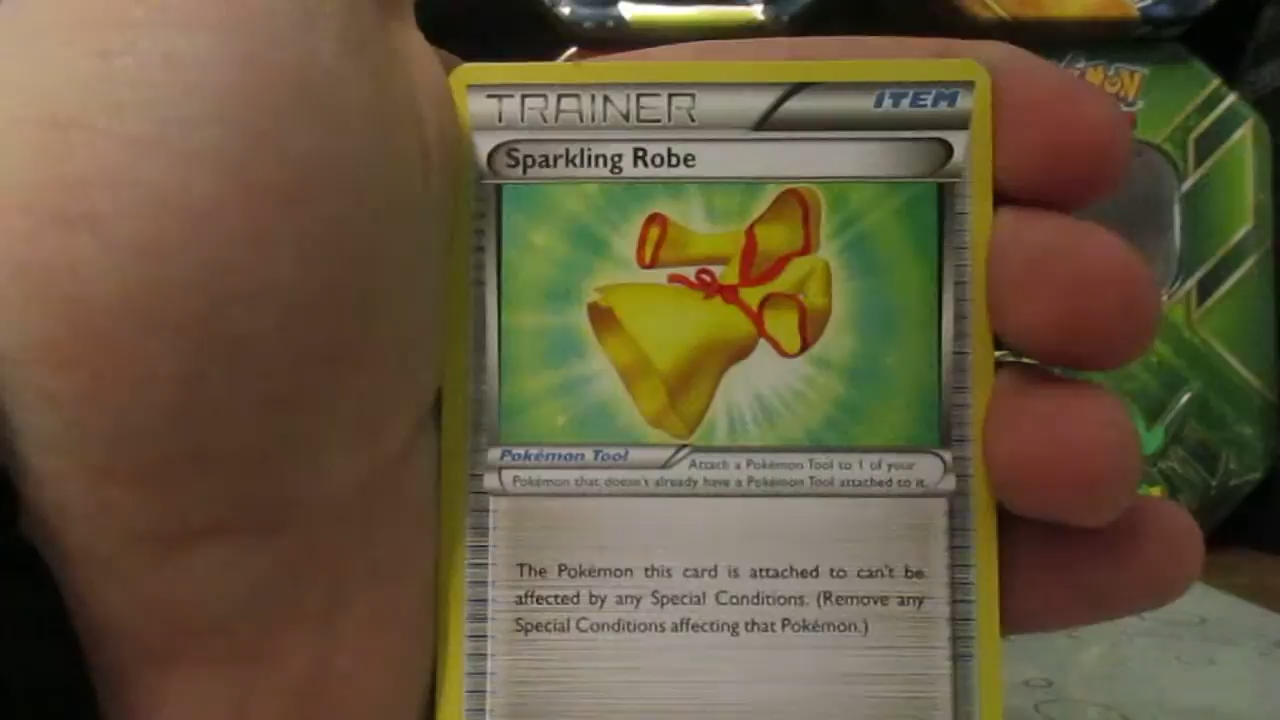 TRAINER ITEM
Sparkling Robe
Pokémon Tool
Attach a Pokémon Tool to 1 of your
Pokémon that doesn't already have a Pokémon Tool attached to it.
The Pokémon this card is attached to can't be
affected by any Special Conditions. (Remove any
Special Conditions affecting that Pokémon.)